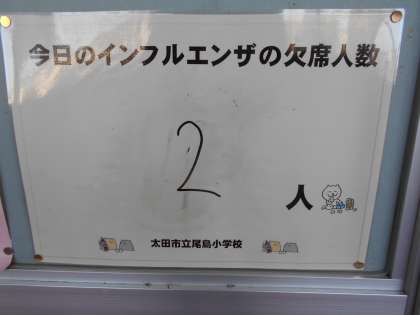 今日のインフルエンザの欠席人数
2
人
太田市立尾島小学校